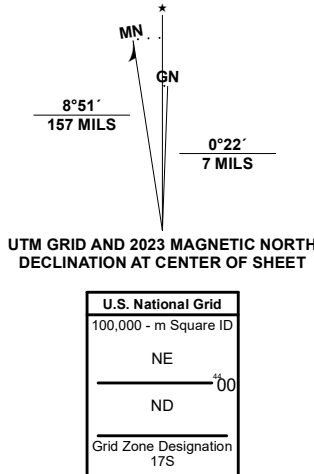 ★
MN
GN
8°51´
157 MILS
0°22´
7 MILS
UTM GRID AND 2023 MAGNETIC NORTH
DECLINATION AT CENTER OF SHEET
U.S. National Grid
100,000 - m Square ID
NE
44 00
ND
Grid Zone Designation
17S